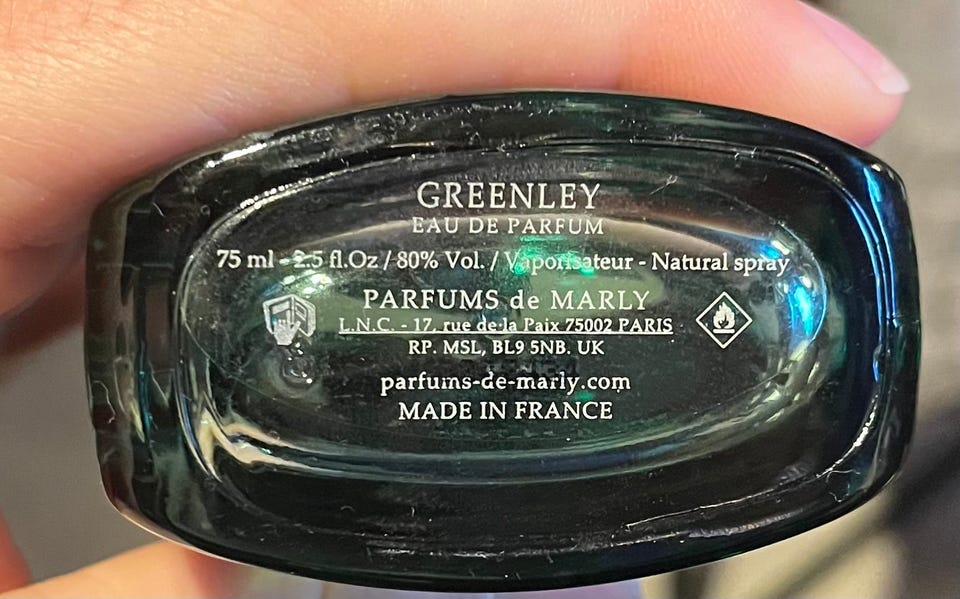 GREENLEY
EAU DE PARFUM
75 ml - 2.5 fl.Oz / 80% Vol. / Vaporisateur - Natural spray
PARFUMS de MARLY
L.N.C. - 17, rue de la Paix 75002 PARIS
RP. MSL, BL9 5NB. UK
parfums-de-marly.com
MADE IN FRANCE